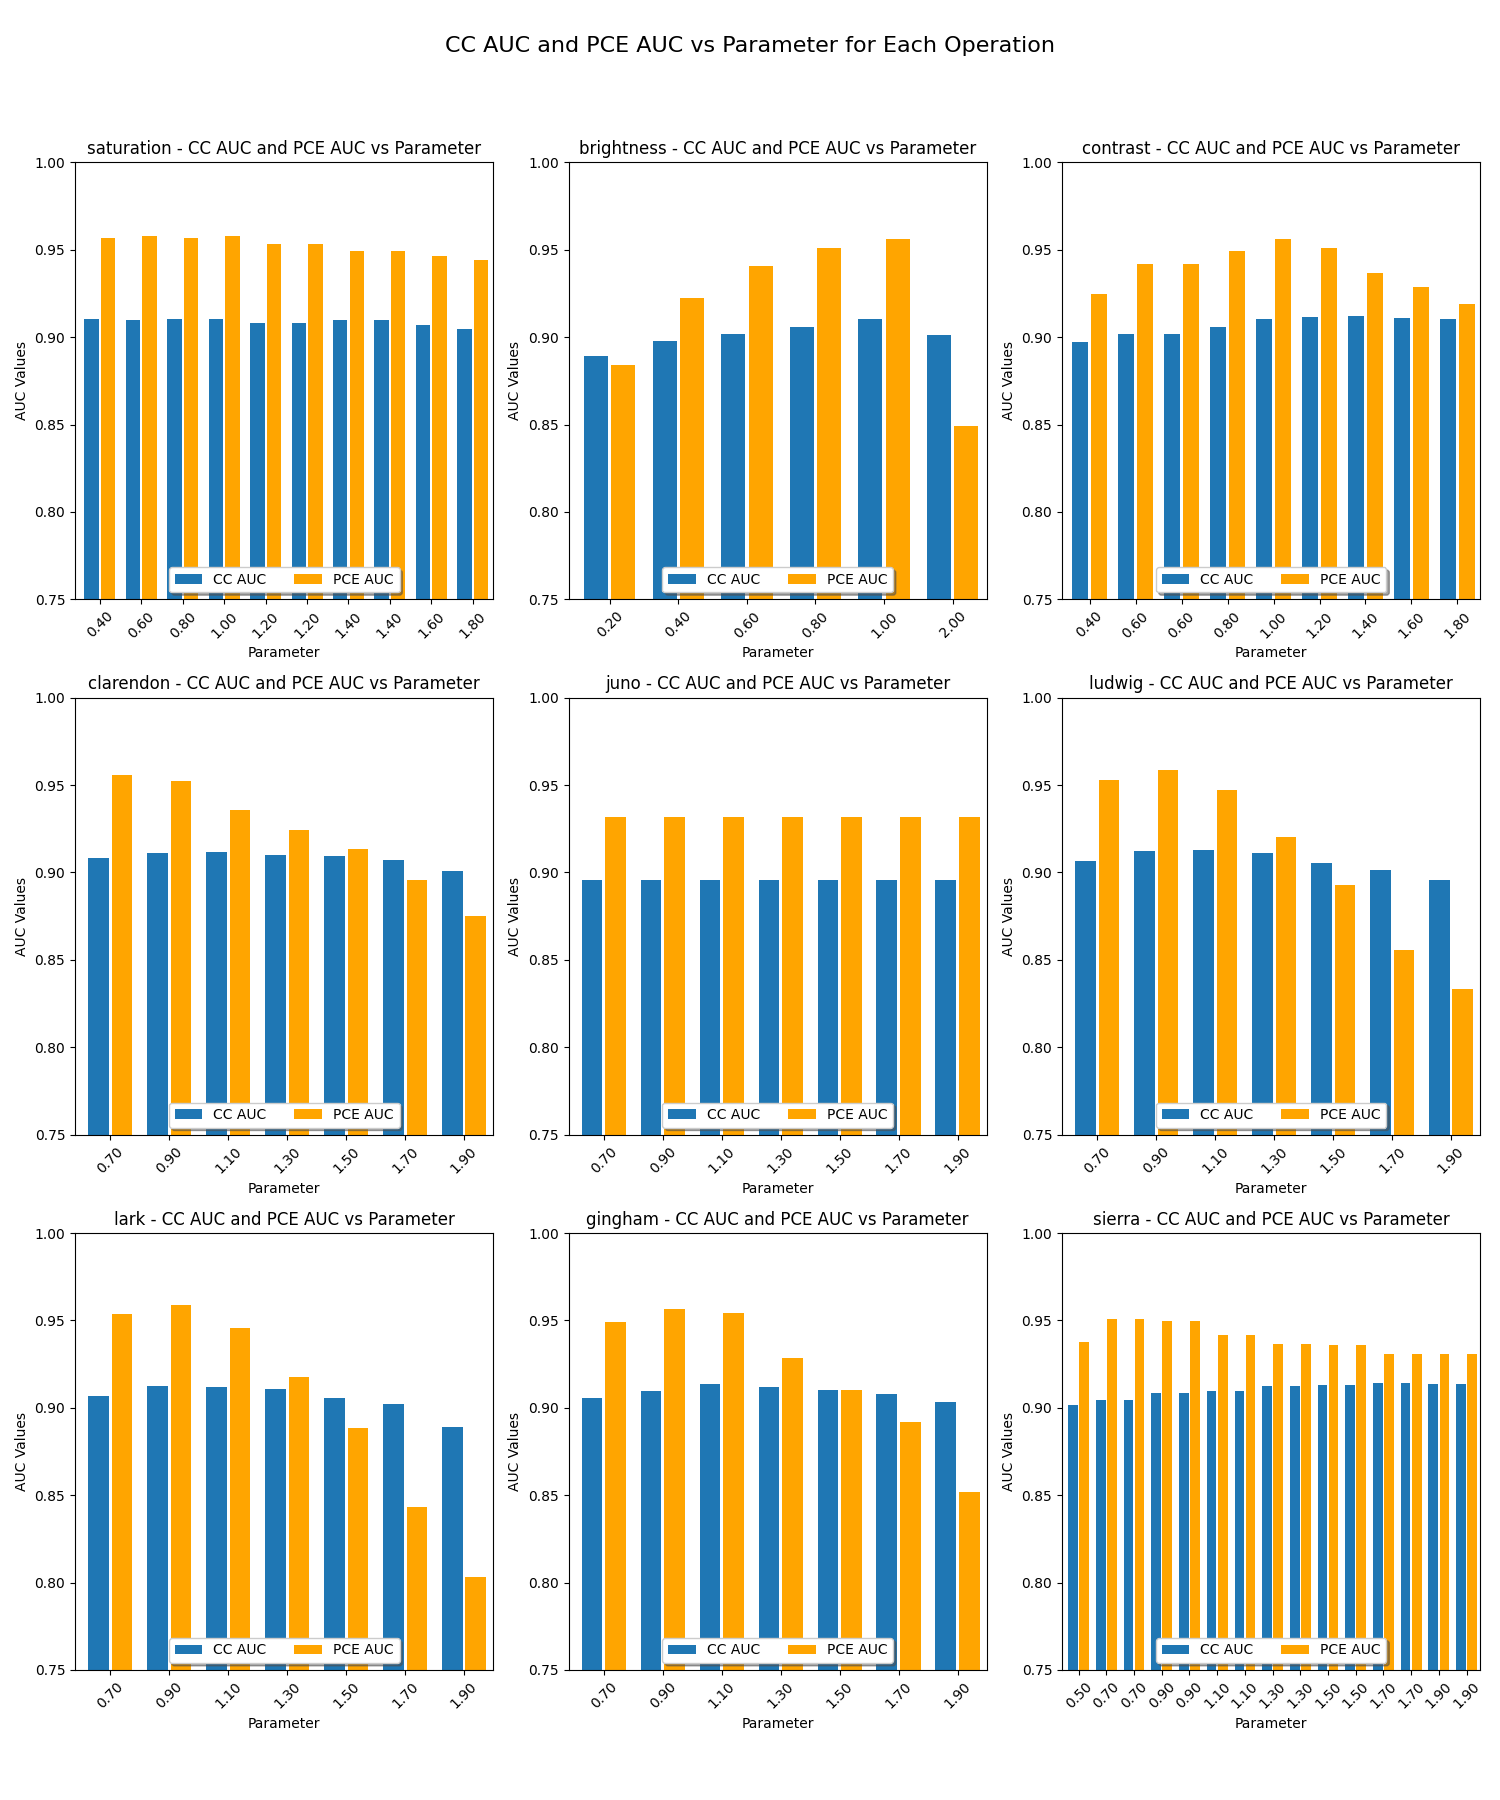 CC AUC and PCE AUC vs Parameter for Each Operation
saturation - CC AUC and PCE AUC vs Parameter
1.00
0.95
0.90
0.85
0.80
0.75
AUC Values
CC AUC PCE AUC
0.40 0.60 0.80 1.00 1.20 1.20 1.40 1.40 1.60 1.80
Parameter
brightness - CC AUC and PCE AUC vs Parameter
1.00
0.95
0.90
0.85
0.80
0.75
AUC Values
CC AUC PCE AUC
0.20 0.40 0.60 0.80 1.00 2.00
Parameter
contrast - CC AUC and PCE AUC vs Parameter
1.00
0.95
0.90
0.85
0.80
0.75
AUC Values
CC AUC PCE AUC
0.40 0.60 0.60 0.80 1.00 1.20 1.40 1.60 1.80
Parameter
clarendon - CC AUC and PCE AUC vs Parameter
1.00
0.95
0.90
0.85
0.80
0.75
AUC Values
CC AUC PCE AUC
0.70 0.90 1.10 1.30 1.50 1.70 1.90
Parameter
juno - CC AUC and PCE AUC vs Parameter
1.00
0.95
0.90
0.85
0.80
0.75
AUC Values
CC AUC PCE AUC
0.70 0.90 1.10 1.30 1.50 1.70 1.90
Parameter
ludwig - CC AUC and PCE AUC vs Parameter
1.00
0.95
0.90
0.85
0.80
0.75
AUC Values
CC AUC PCE AUC
0.70 0.90 1.10 1.30 1.50 1.70 1.90
Parameter
lark - CC AUC and PCE AUC vs Parameter
1.00
0.95
0.90
0.85
0.80
0.75
AUC Values
CC AUC PCE AUC
0.70 0.90 1.10 1.30 1.50 1.70 1.90
Parameter
gingham - CC AUC and PCE AUC vs Parameter
1.00
0.95
0.90
0.85
0.80
0.75
AUC Values
CC AUC PCE AUC
0.70 0.90 1.10 1.30 1.50 1.70 1.90
Parameter
sierra - CC AUC and PCE AUC vs Parameter
1.00
0.95
0.90
0.85
0.80
0.75
AUC Values
CC AUC PCE AUC
0.50 0.70 0.70 0.90 0.90 1.10 1.10 1.30 1.30 1.50 1.50 1.70 1.70 1.90 1.90
Parameter